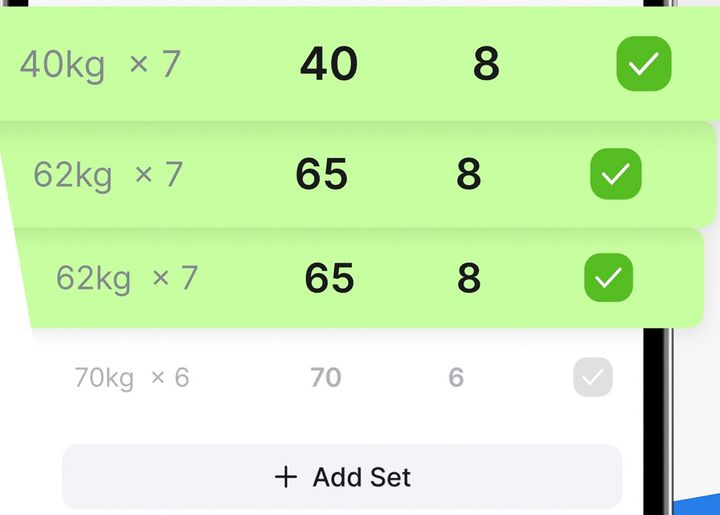 40kg × 7 40 8
62kg × 7 65 8
62kg × 7 65 8
70kg × 6 70 6
+ Add Set